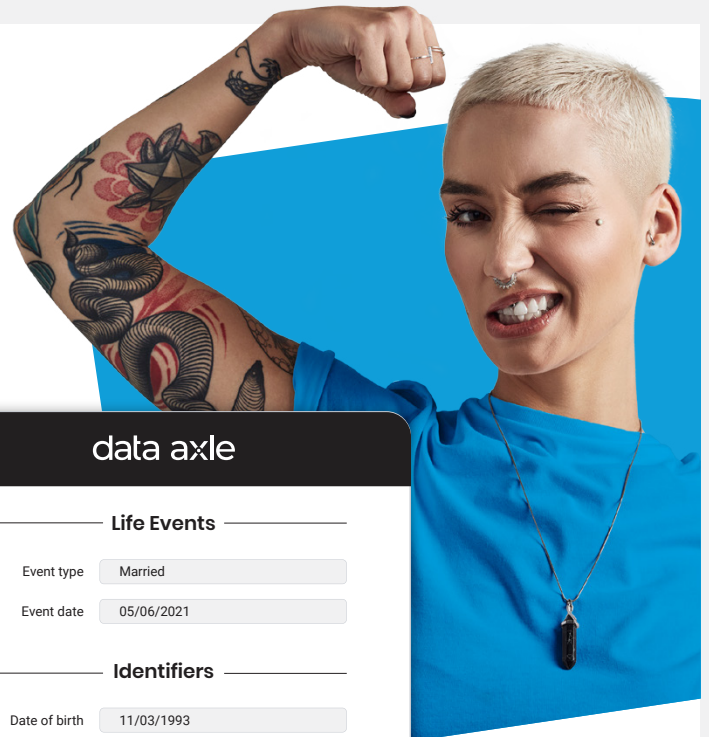 data axle
Life Events
Event type Married
Event date 05/06/2021
Identifiers
Date of birth 11/03/1993